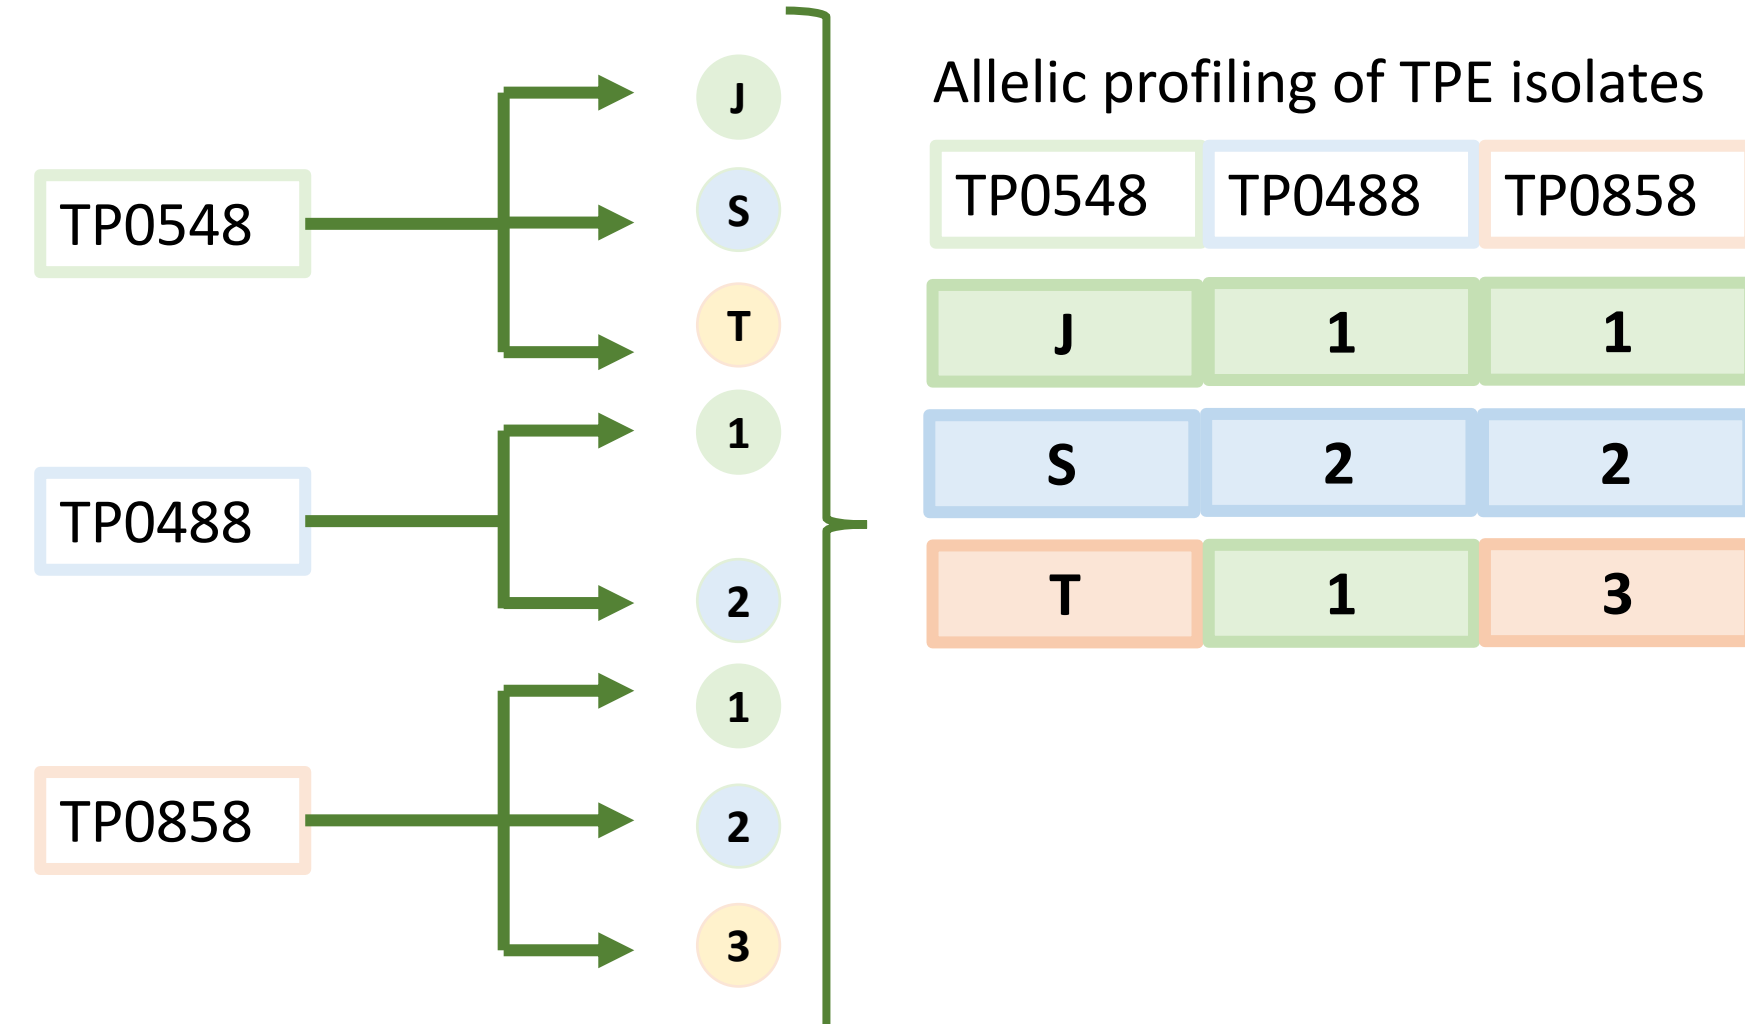 TP0548
J
S
T
TP0488
1
2
TP0858
1
2
3
Allelic profiling of TPE isolates
TP0548 TP0488 TP0858
J 1 1
S 2 2
T 1 3